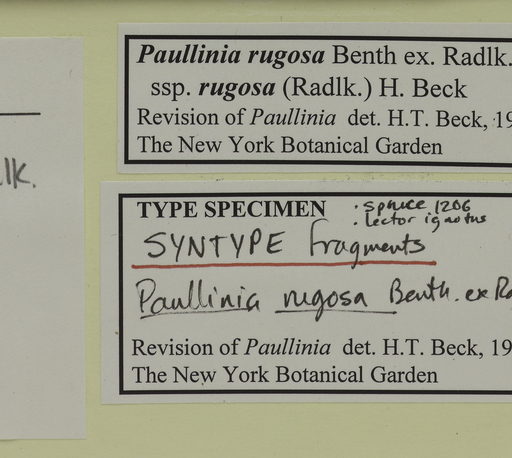 lk.
Paullinia rugosa Benth ex. Radlk.
ssp. rugosa (Radlk.) H. Beck
Revision of Paullinia det. H.T. Beck, 19
The New York Botanical Garden
TYPE SPECIMEN · Spruce 1206
· Lector ignotus
SYNTYPE fragments
Paullinia rugosa Benth. ex Ra
Revision of Paullinia det. H.T. Beck, 19
The New York Botanical Garden